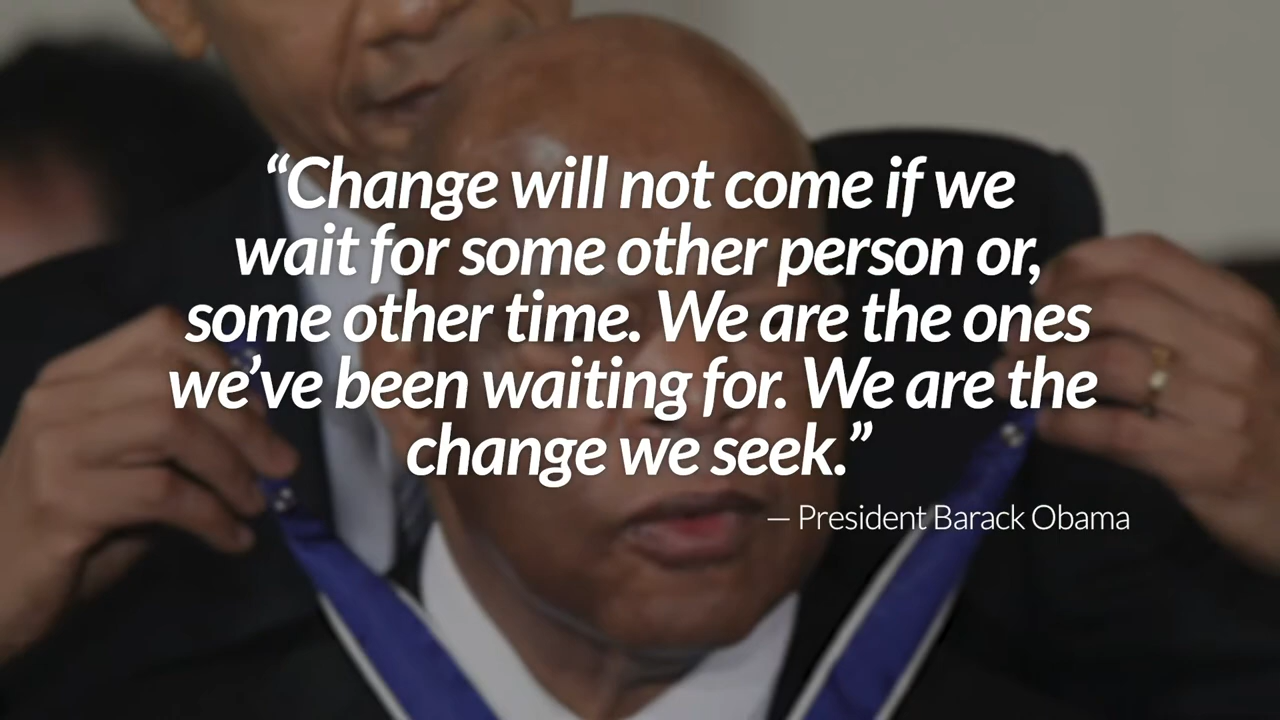 “Change will not come if we
wait for some other person or,
some other time. We are the ones
we’ve been waiting for. We are the
change we seek.”
— President Barack Obama